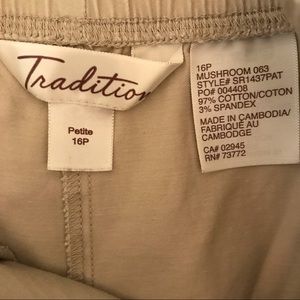 Traditio
Petite
16P
16P
MUSHROOM 063
STYLE# SR1437PAT
PO# 004408
97% COTTON/COTON
3% SPANDEX
MADE IN CAMBODIA/
FABRIQUÉ AU
CAMBODGE
CA# 02945
RN# 73772